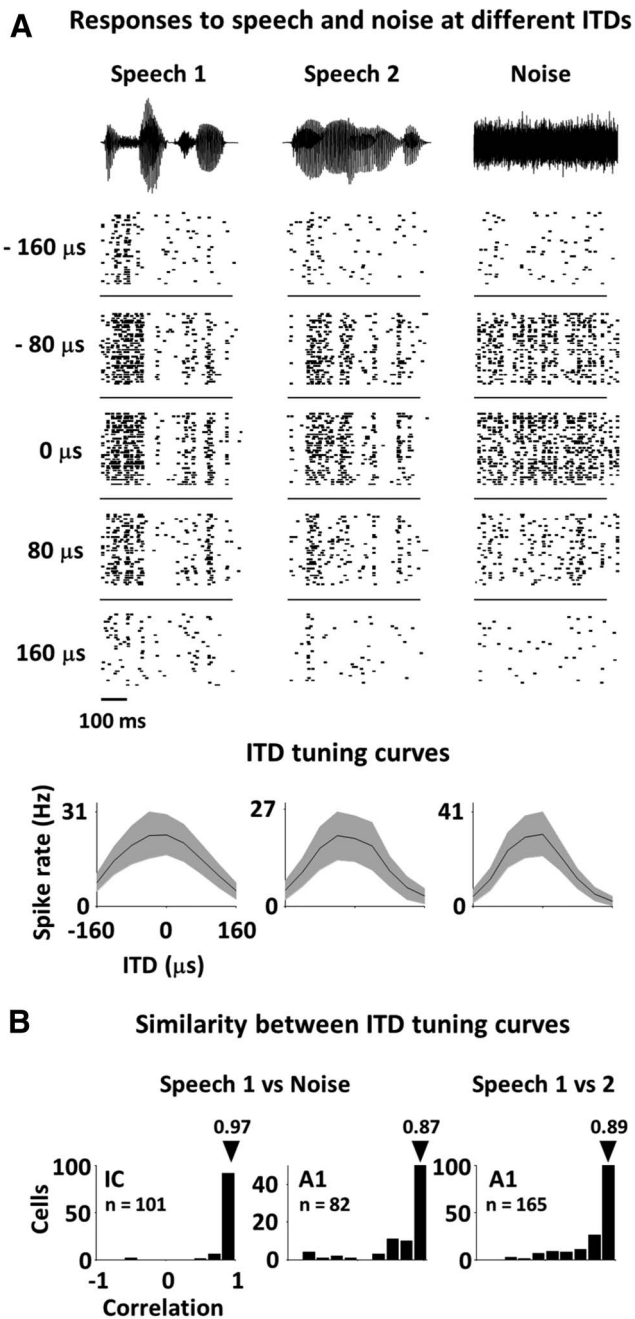 A
Responses to speech and noise at different ITDs
Speech 1 Speech 2 Noise
- 160 μs
- 80 μs
0 μs
80 μs
160 μs
100 ms
ITD tuning curves
Spike rate (Hz)
31 27 41
0 0 0
-160 0 160
ITD (μs)
B
Similarity between ITD tuning curves
Speech 1 vs Noise Speech 1 vs 2
0.97 0.87 0.89
Cells
100 40 100
IC A1 A1
n = 101 n = 82 n = 165
50 20 50
0 0 0
-1 0 1
Correlation